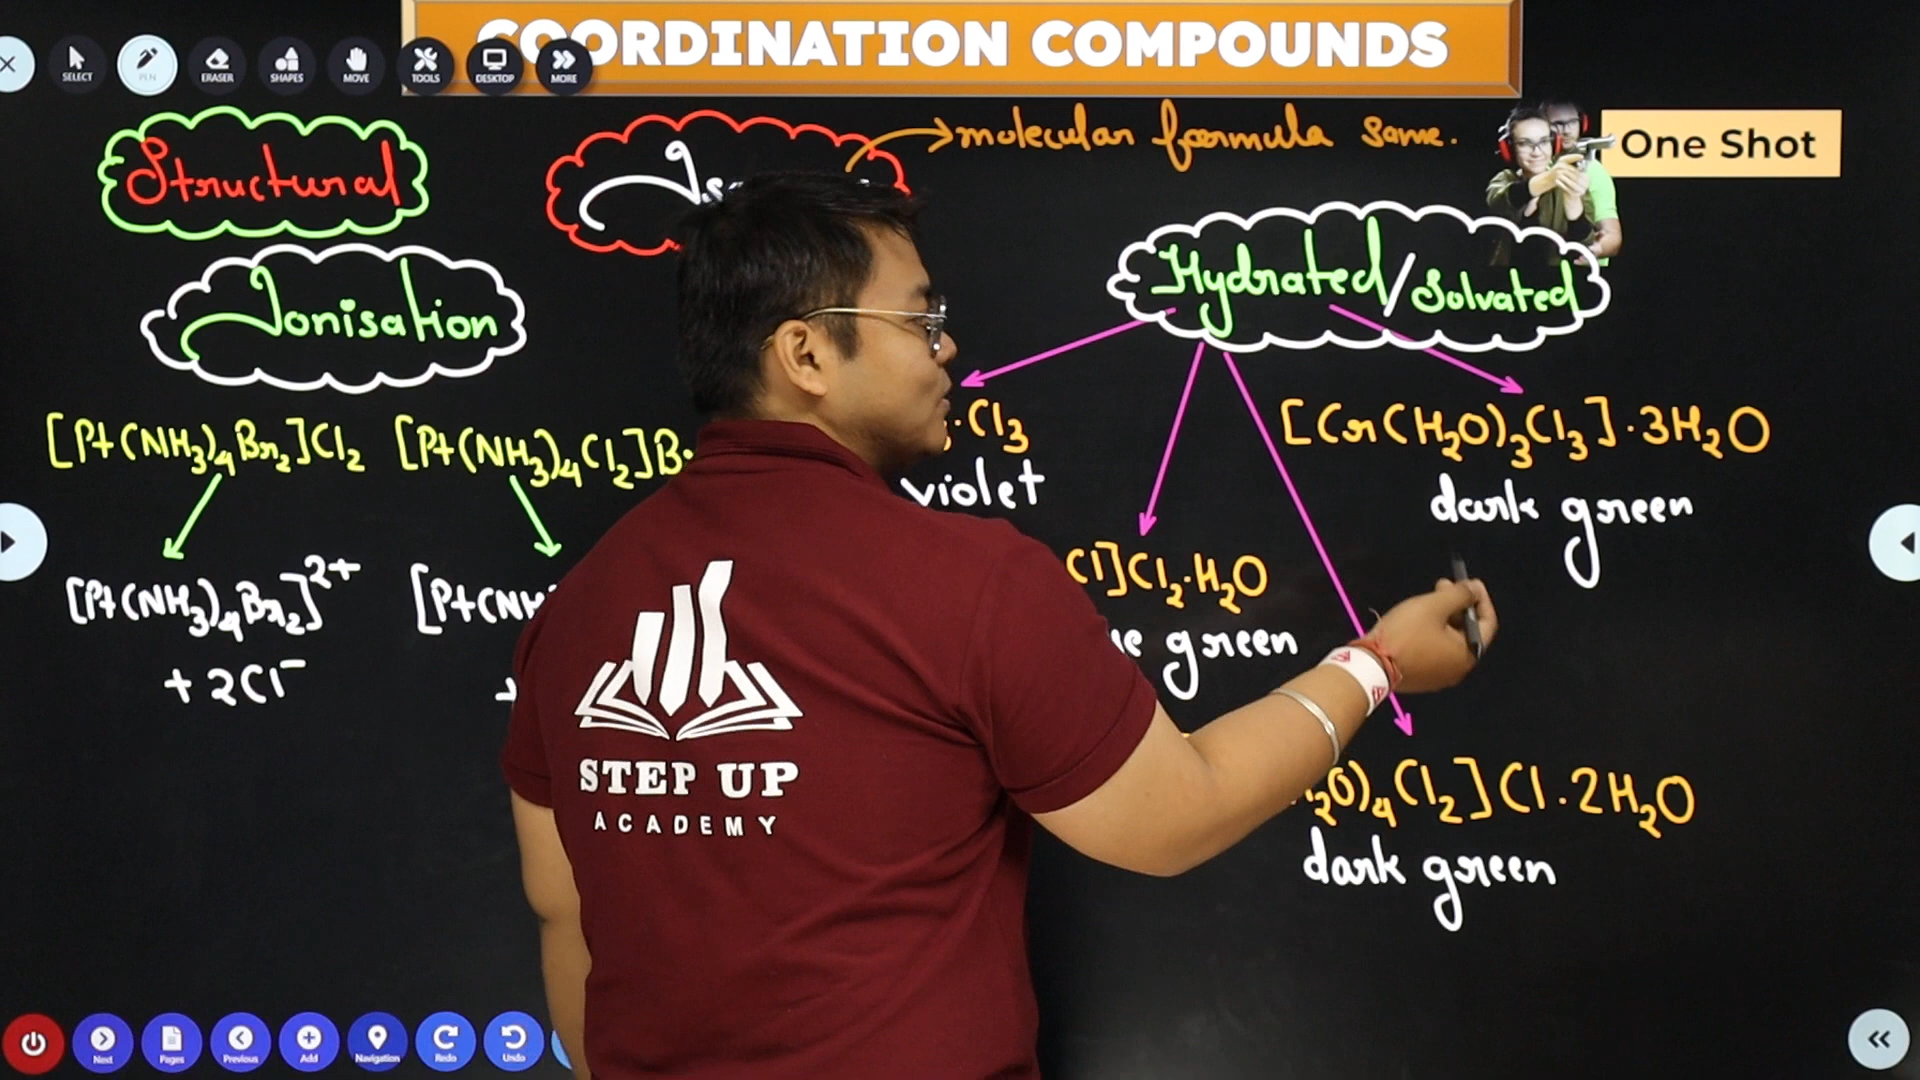 COORDINATION COMPOUNDS
SELECT
PEN
ERASER
SHAPES
MOVE
TOOLS
DESKTOP
MORE
One Shot
molecular formula same.
Structural
Hydrated/Solvated
Ionisation
[Pt(NH₃)₄Br₂]Cl₂
[Pt(NH₃)₄Cl₂]B
·Cl₃
violet
[Cr(H₂O)₃Cl₃]·3H₂O
dark green
[Pt(NH₃)₄Br₂]²⁺
+ 2Cl⁻
[Pt(NH
Cl]Cl₂·H₂O
green
₂O)₄Cl₂]Cl·2H₂O
dark green
STEP UP
ACADEMY
Next
Pages
Previous
Add
Navigation
Redo
Undo